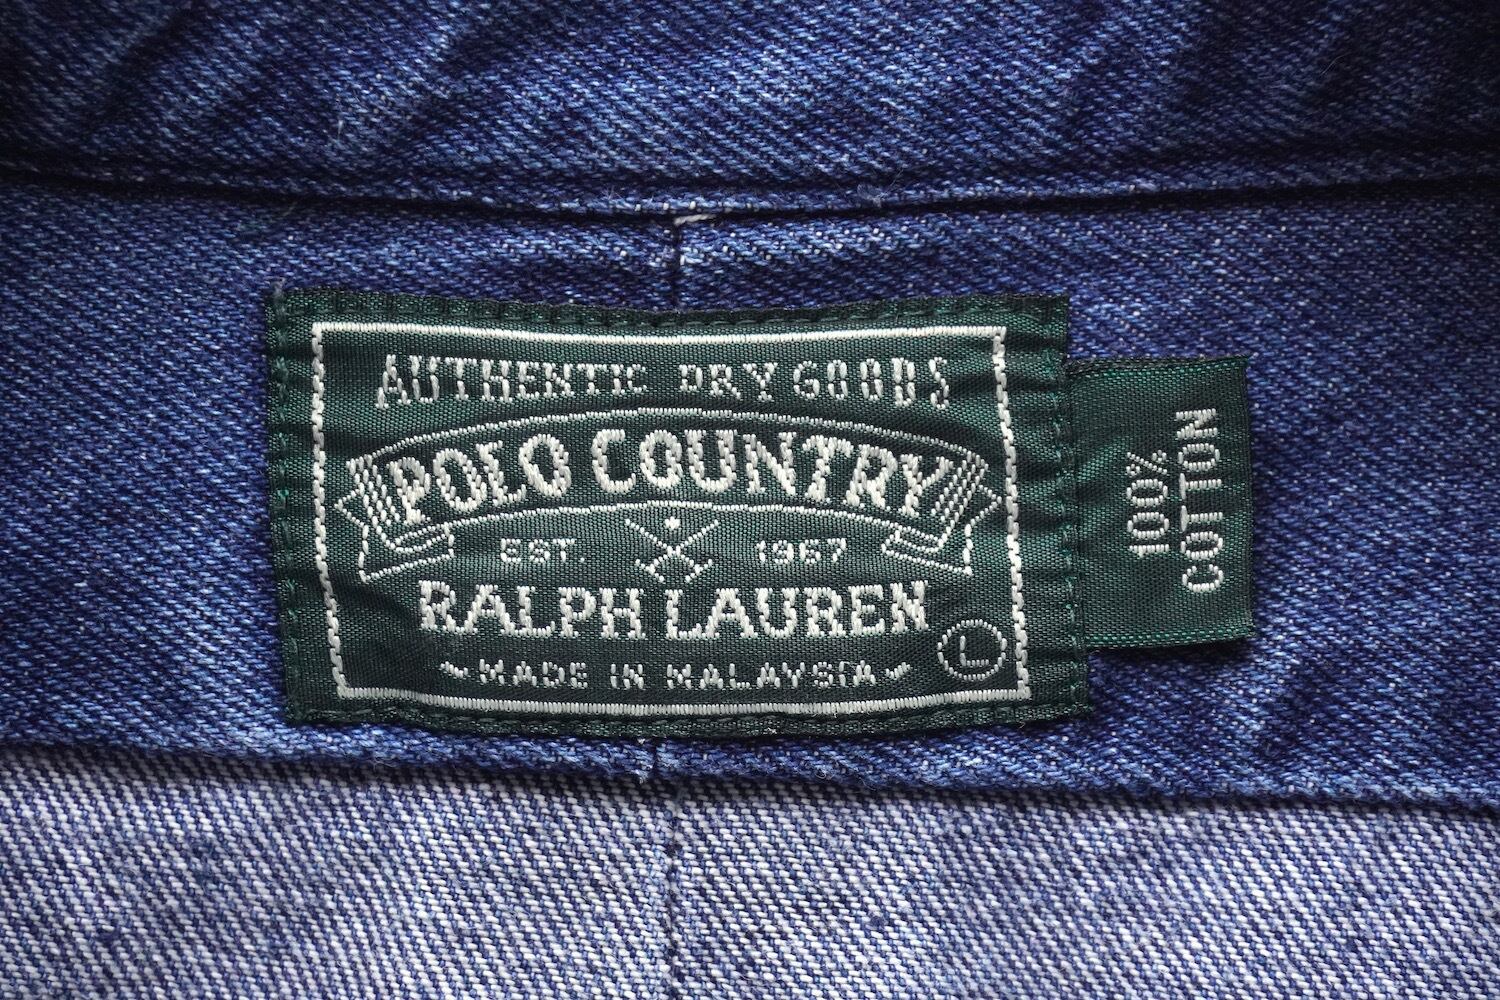 AUTHENTIC DRY GOODS
POLO COUNTRY
EST. 1967
RALPH LAUREN
~MADE IN MALAYSIA~
L
100%
COTTON